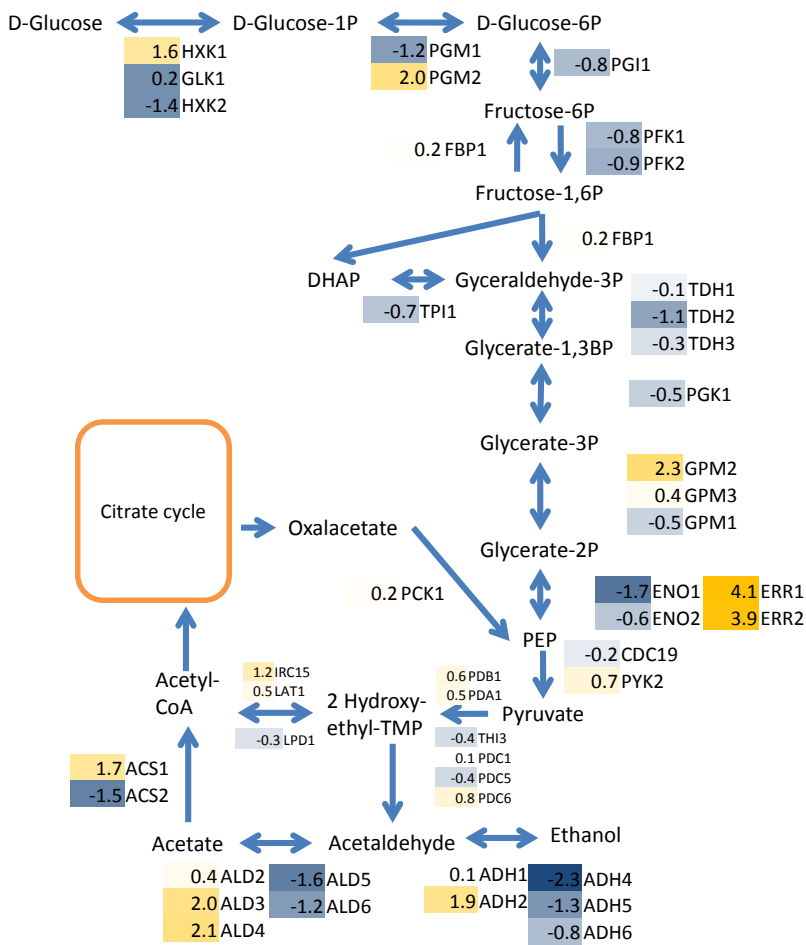 D-Glucose D-Glucose-1P D-Glucose-6P
1.6 HXK1
0.2 GLK1
-1.4 HXK2
-1.2 PGM1
2.0 PGM2
-0.8 PGI1
Fructose-6P
0.2 FBP1
-0.8 PFK1
-0.9 PFK2
Fructose-1,6P
0.2 FBP1
DHAP Gyceraldehyde-3P
-0.7 TPI1
-0.1 TDH1
-1.1 TDH2
-0.3 TDH3
Glycerate-1,3BP
-0.5 PGK1
Glycerate-3P
2.3 GPM2
0.4 GPM3
-0.5 GPM1
Citrate cycle
Oxalacetate
Glycerate-2P
0.2 PCK1
-1.7 ENO1 4.1 ERR1
-0.6 ENO2 3.9 ERR2
PEP
-0.2 CDC19
0.7 PYK2
Acetyl-
CoA
1.2 IRC15
0.5 LAT1
-0.3 LPD1
2 Hydroxy-
ethyl-TMP
0.6 PDB1
0.5 PDA1
Pyruvate
-0.4 THI3
0.1 PDC1
-0.4 PDC5
0.8 PDC6
1.7 ACS1
-1.5 ACS2
Acetate Acetaldehyde Ethanol
0.4 ALD2 -1.6 ALD5
2.0 ALD3 -1.2 ALD6
2.1 ALD4
0.1 ADH1 -2.3 ADH4
1.9 ADH2 -1.3 ADH5
-0.8 ADH6